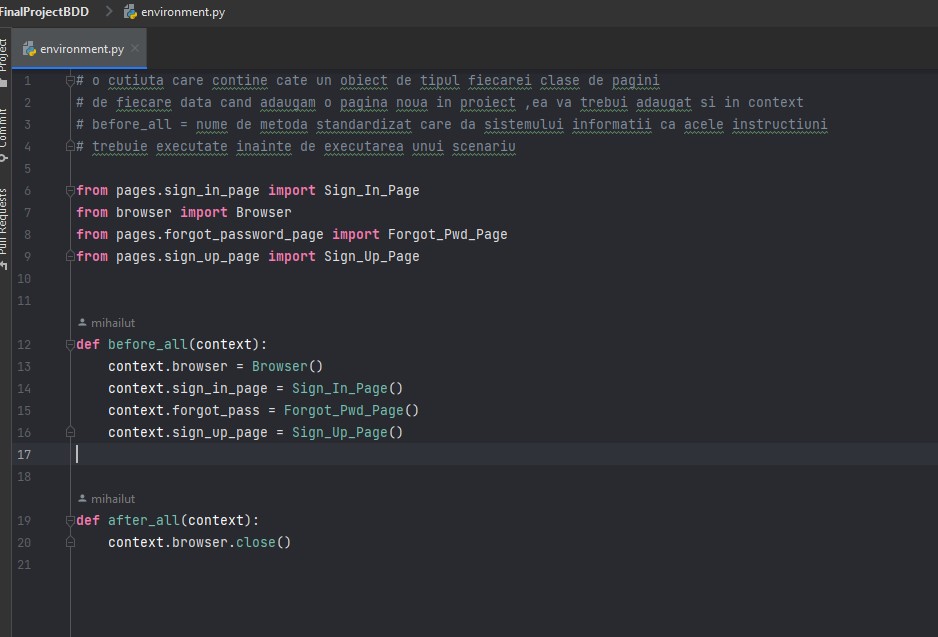 FinalProjectBDD
environment.py
environment.py
Project
Commit
Pull Requests
1 # o cutiuta care contine cate un obiect de tipul fiecarei clase de pagini
2 # de fiecare data cand adaugam o pagina noua in proiect ,ea va trebui adaugat si in context
3 # before_all = nume de metoda standardizat care da sistemului informatii ca acele instructiuni
4 # trebuie executate inainte de executarea unui scenariu
5
6 from pages.sign_in_page import Sign_In_Page
7 from browser import Browser
8 from pages.forgot_password_page import Forgot_Pwd_Page
9 from pages.sign_up_page import Sign_Up_Page
10
11
mihailut
12 def before_all(context):
13 context.browser = Browser()
14 context.sign_in_page = Sign_In_Page()
15 context.forgot_pass = Forgot_Pwd_Page()
16 context.sign_up_page = Sign_Up_Page()
17
18
mihailut
19 def after_all(context):
20 context.browser.close()
21